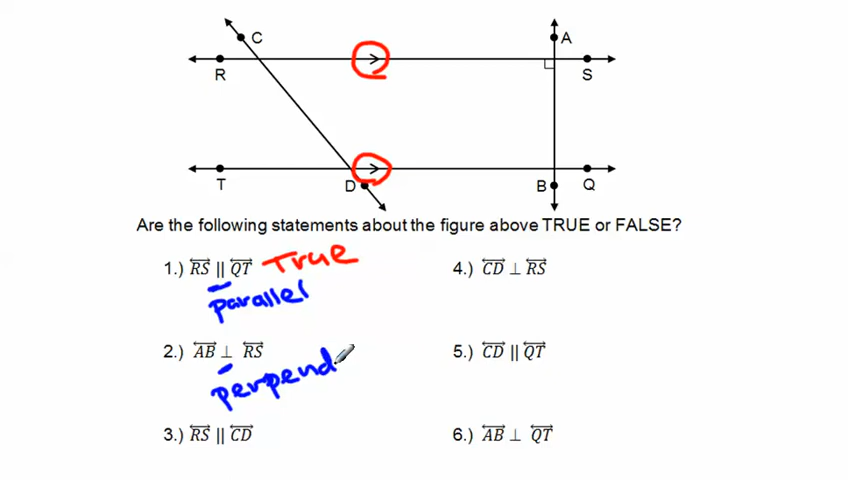 C
A
R
S
T
D
B
Q
Are the following statements about the figure above TRUE or FALSE?
1.) RS || QT True
parallel
4.) CD ⊥ RS
2.) AB ⊥ RS
perpend
5.) CD || QT
3.) RS || CD
6.) AB ⊥ QT